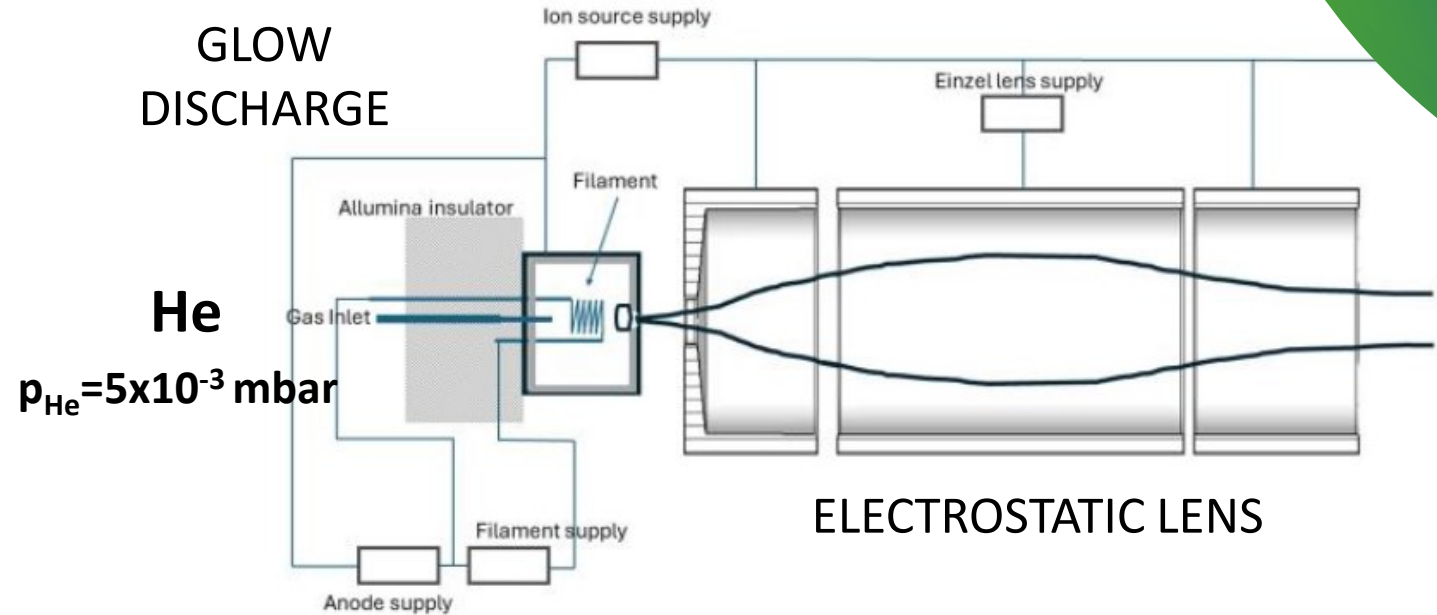 GLOW
DISCHARGE
Ion source supply
Einzel lens supply
Filament
Allumina insulator
He
Gas Inlet
pHe=5x10-3 mbar
ELECTROSTATIC LENS
Filament supply
Anode supply